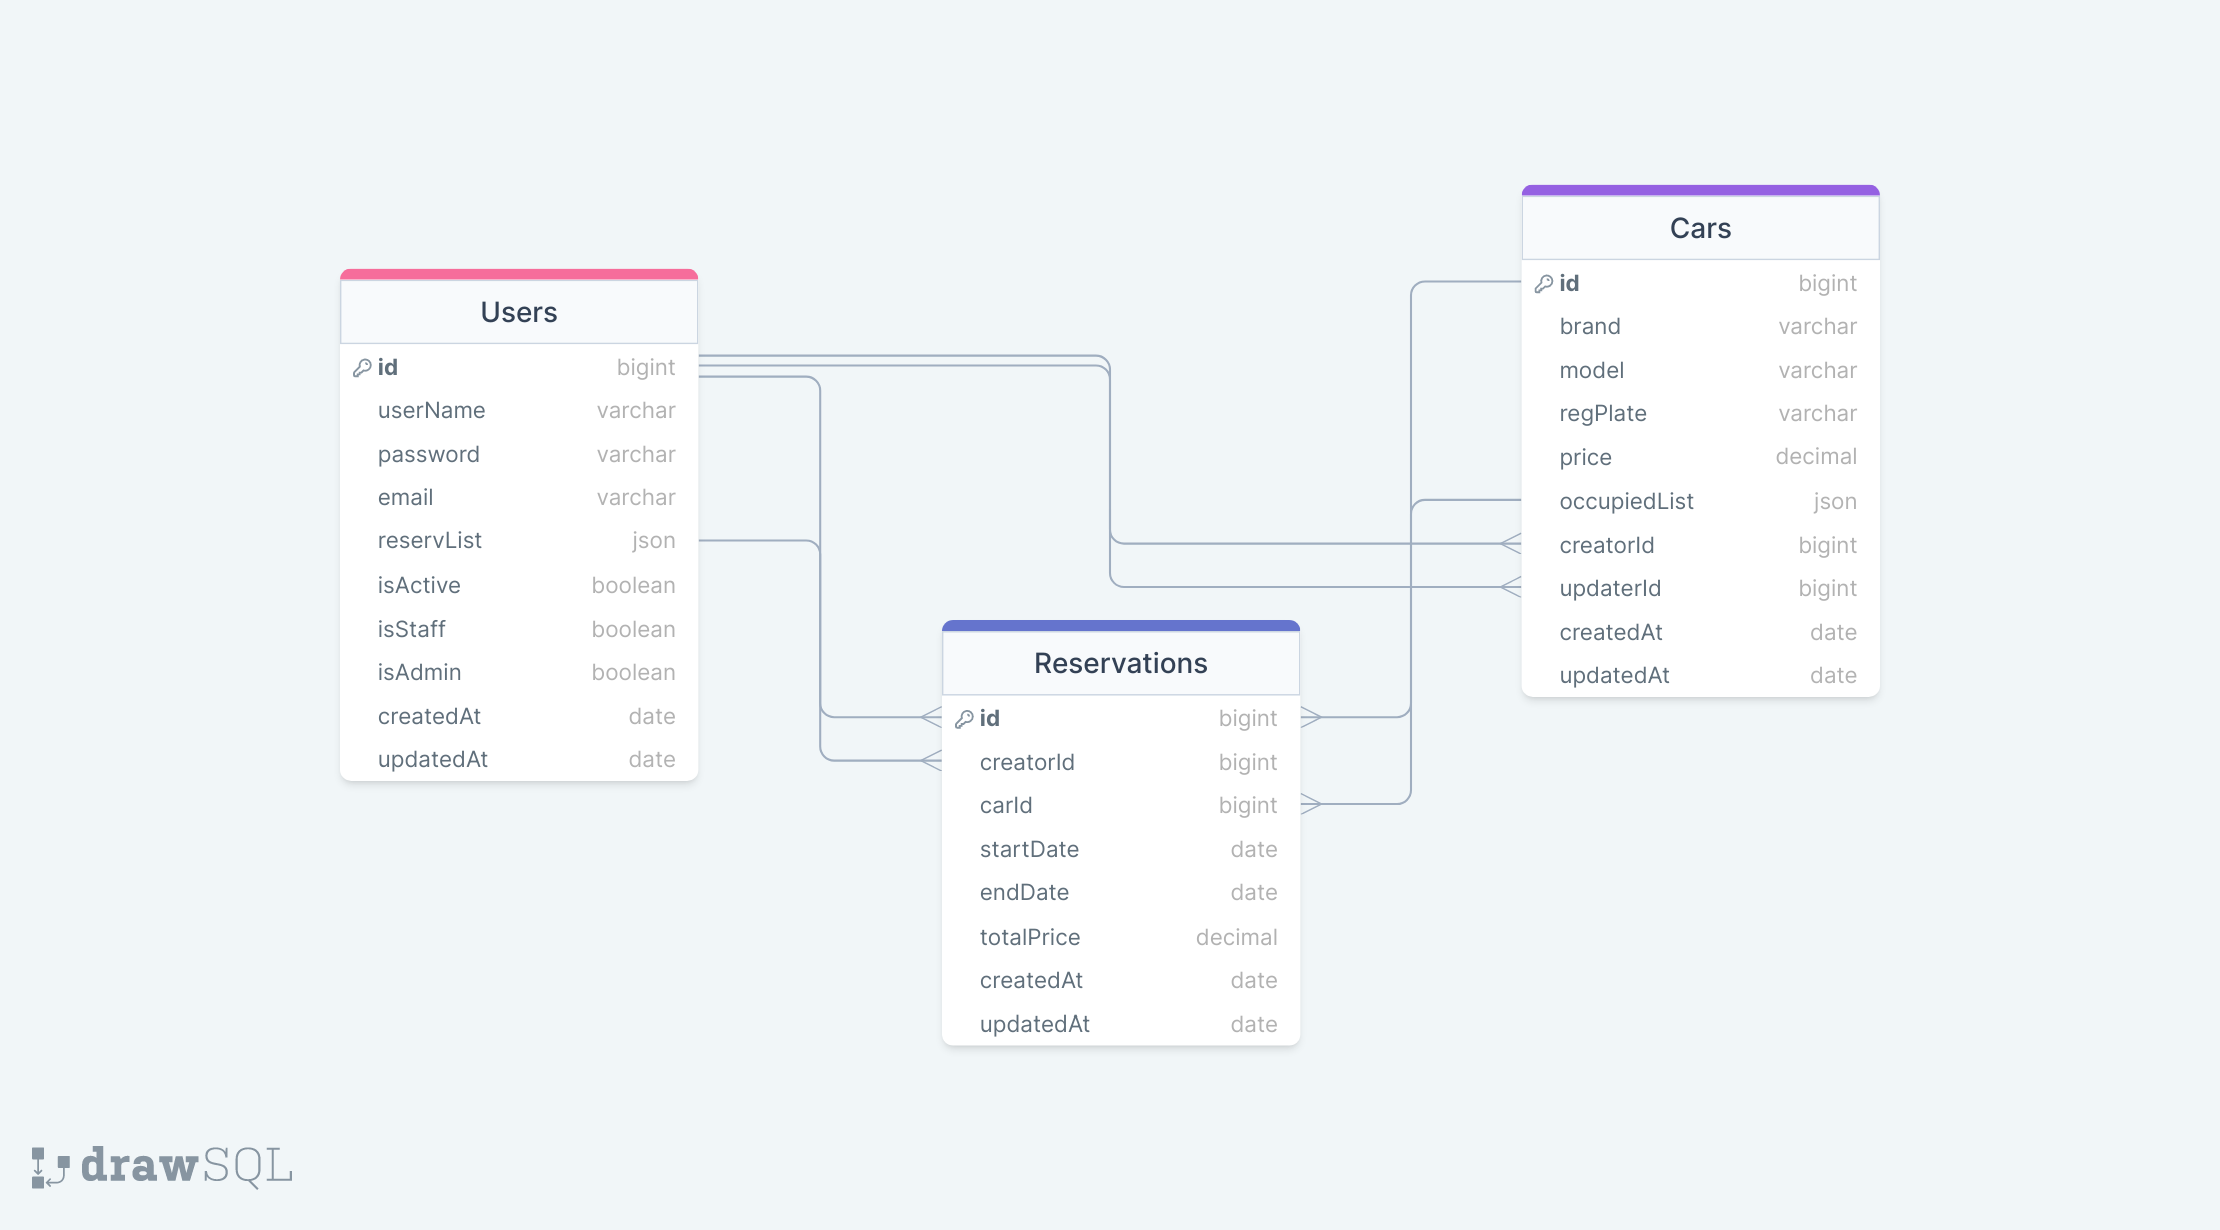 Users
id bigint
userName varchar
password varchar
email varchar
reservList json
isActive boolean
isStaff boolean
isAdmin boolean
createdAt date
updatedAt date
Reservations
id bigint
creatorId bigint
carId bigint
startDate date
endDate date
totalPrice decimal
createdAt date
updatedAt date
Cars
id bigint
brand varchar
model varchar
regPlate varchar
price decimal
occupiedList json
creatorId bigint
updaterId bigint
createdAt date
updatedAt date
drawSQL